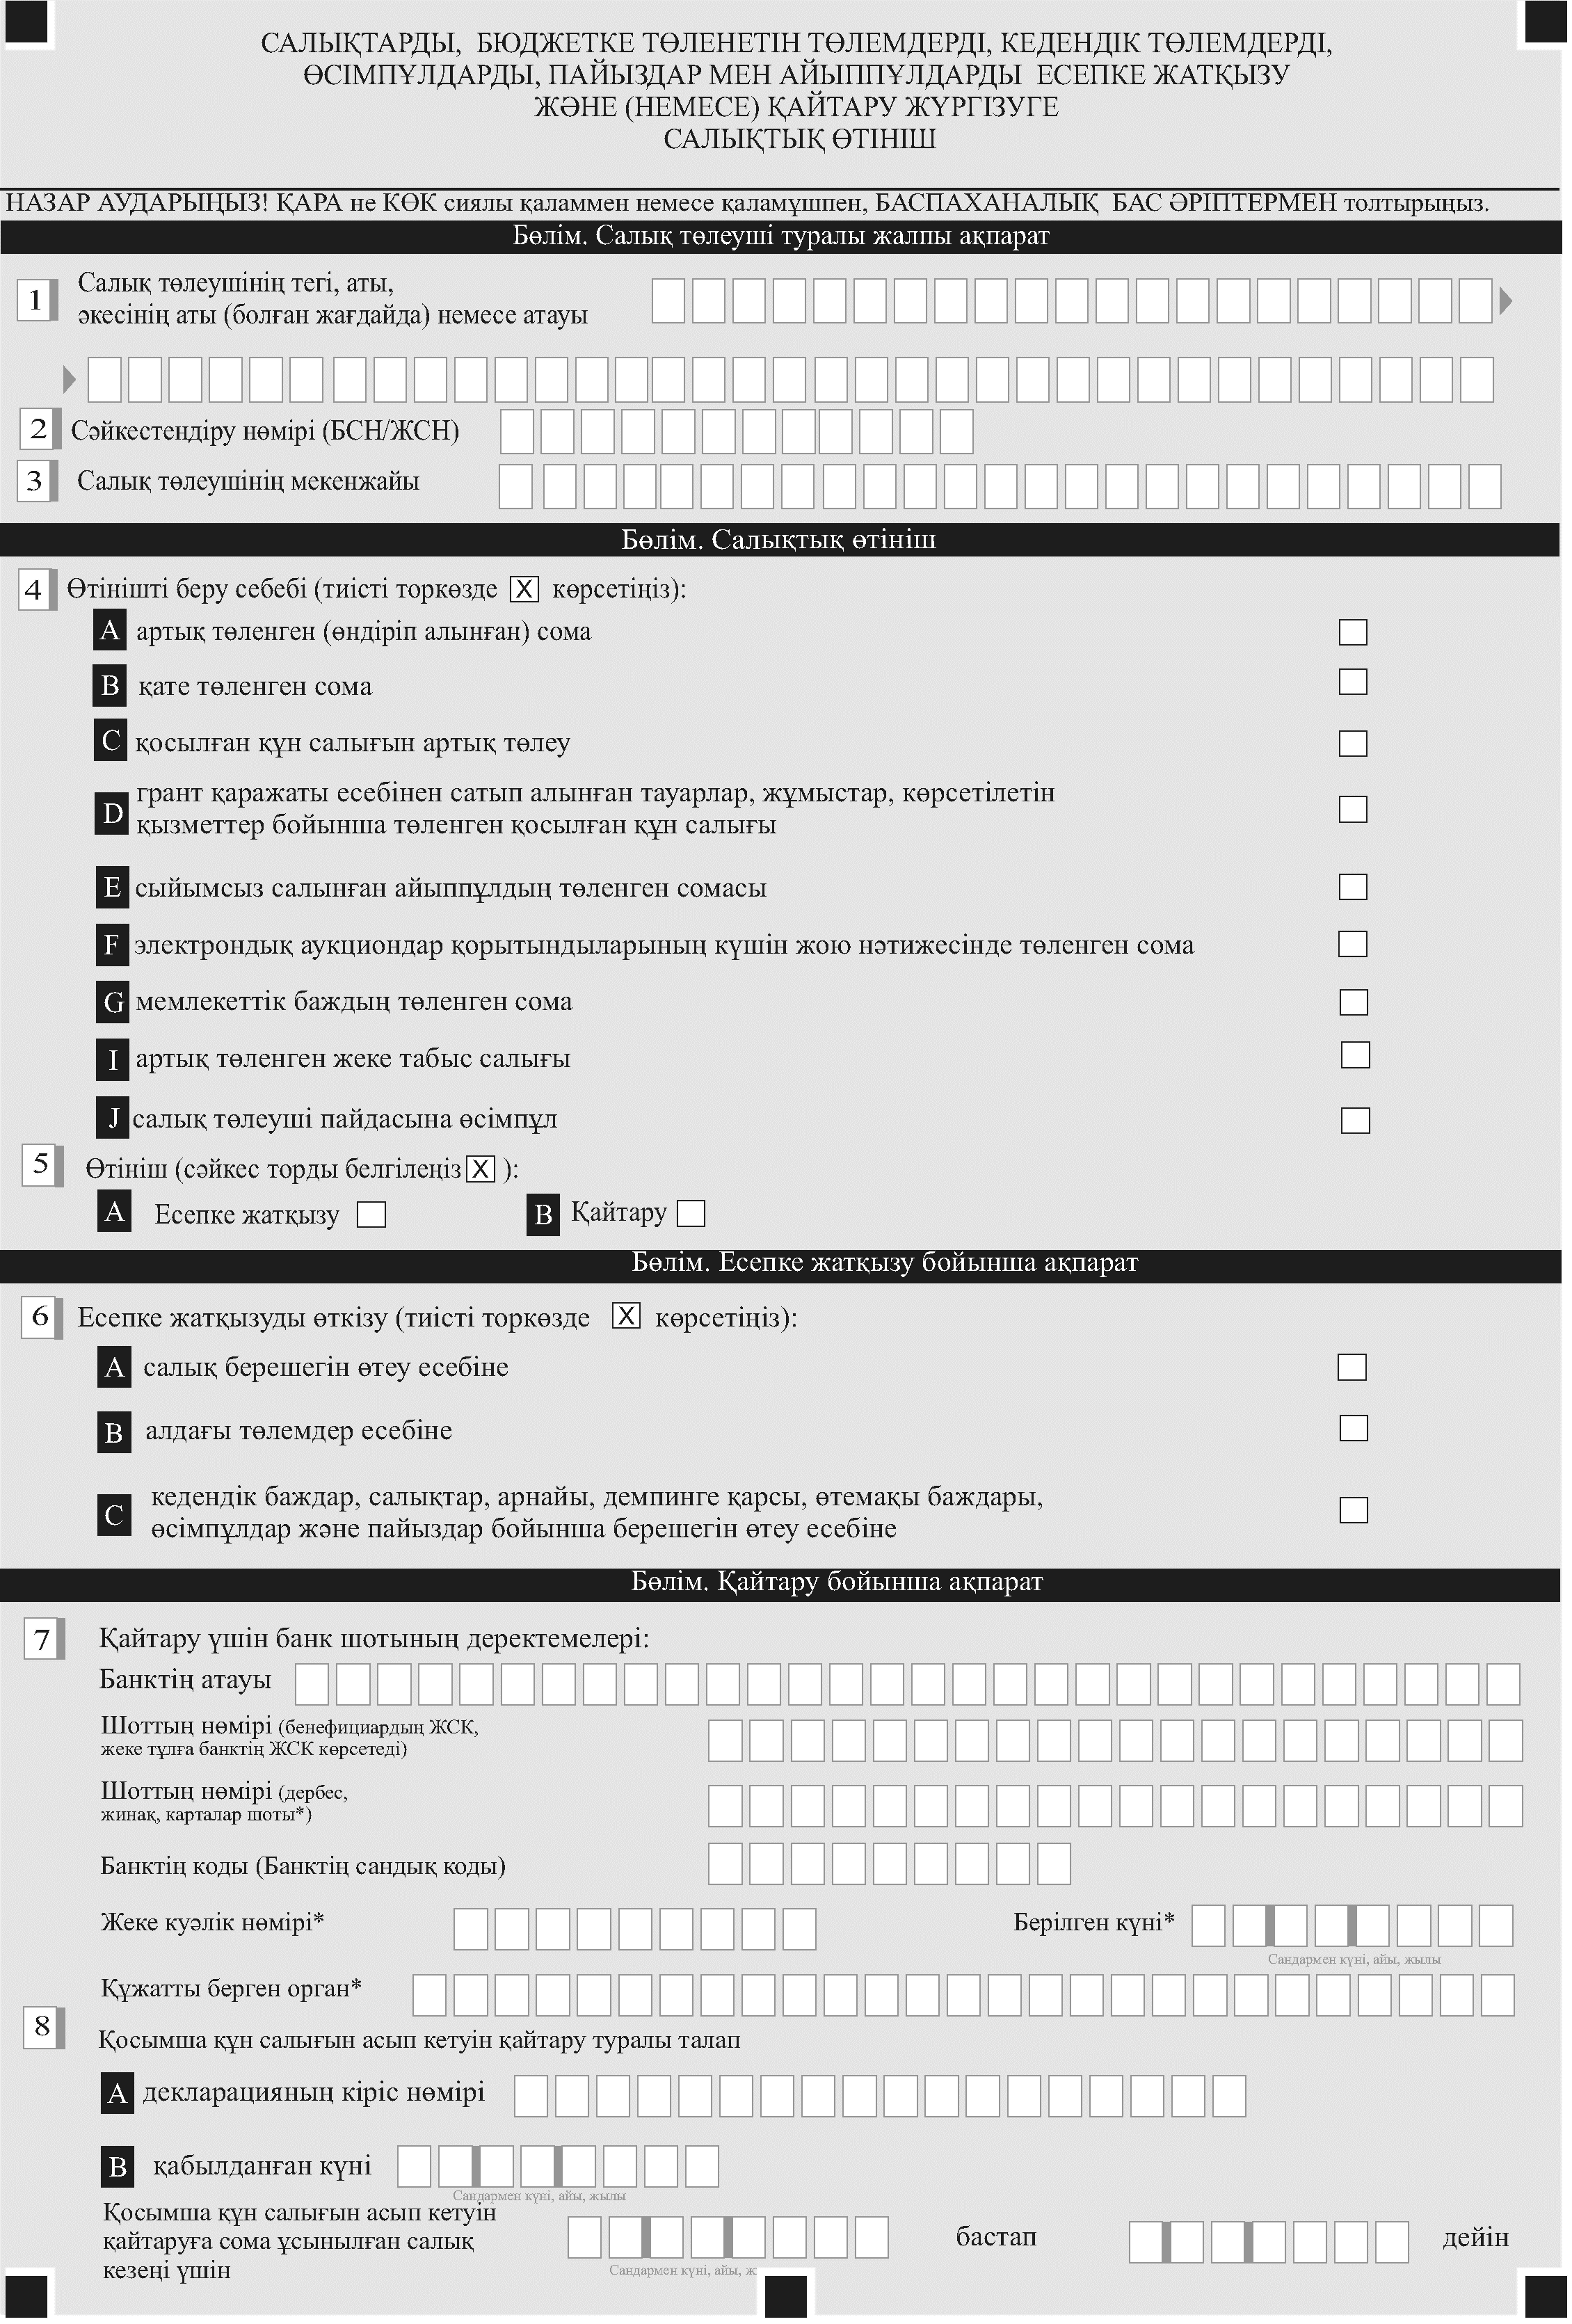 САЛЫҚТАРДЫ, БЮДЖЕТКЕ ТӨЛЕНЕТІН ТӨЛЕМДЕРДІ, КЕДЕНДІК ТӨЛЕМДЕРДІ,
ӨСІМПҰЛДАРДЫ, ПАЙЫЗДАР МЕН АЙЫППҰЛДАРДЫ ЕСЕПКЕ ЖАТҚЫЗУ
ЖӘНЕ (НЕМЕСЕ) ҚАЙТАРУ ЖҮРГІЗУГЕ
САЛЫҚТЫҚ ӨТІНІШ
НАЗАР АУДАРЫҢЫЗ! ҚАРА не КӨК сиялы қаламмен немесе қаламұшпен, БАСПАХАНАЛЫҚ БАС ӘРІПТЕРМЕН толтырыңыз.
Бөлім. Салық төлеуші туралы жалпы ақпарат
1 Салық төлеушінің тегі, аты,
әкесінің аты (болған жағдайда) немесе атауы
2 Сәйкестендіру нөмірі (БСН/ЖСН)
3 Салық төлеушінің мекенжайы
Бөлім. Салықтық өтініш
4 Өтінішті беру себебі (тиісті торкөзде X көрсетіңіз):
A артық төленген (өндіріп алынған) сома
B қате төленген сома
C қосылған құн салығын артық төлеу
D грант қаражаты есебінен сатып алынған тауарлар, жұмыстар, көрсетілетін
қызметтер бойынша төленген қосылған құн салығы
E сыйымсыз салынған айыппұлдың төленген сомасы
F электрондық аукциондар қорытындыларының күшін жою нәтижесінде төленген сома
G мемлекеттік баждың төленген сома
I артық төленген жеке табыс салығы
J салық төлеуші пайдасына өсімпұл
5 Өтініш (сәйкес торды белгілеңіз X ):
A Есепке жатқызу B Қайтару
Бөлім. Есепке жатқызу бойынша ақпарат
6 Есепке жатқызуды өткізу (тиісті торкөзде X көрсетіңіз):
A салық берешегін өтеу есебіне
B алдағы төлемдер есебіне
C кедендік баждар, салықтар, арнайы, демпинге қарсы, өтемақы баждары,
өсімпұлдар және пайыздар бойынша берешегін өтеу есебіне
Бөлім. Қайтару бойынша ақпарат
7 Қайтару үшін банк шотының деректемелері:
Банктің атауы
Шоттың нөмірі (бенефициардың ЖСК,
жеке тұлға банктің ЖСК көрсетеді)
Шоттың нөмірі (дербес,
жинақ, карталар шоты*)
Банктің коды (Банктің сандық коды)
Жеке куәлік нөмірі* Берілген күні*
Сандармен күні, айы, жылы
Құжатты берген орган*
8 Қосымша құн салығын асып кетуін қайтару туралы талап
A декларацияның кіріс нөмірі
B қабылданған күні
Сандармен күні, айы, жылы
Қосымша құн салығын асып кетуін
қайтаруға сома ұсынылған салық бастап дейін
кезеңі үшін
Сандармен күні, айы,